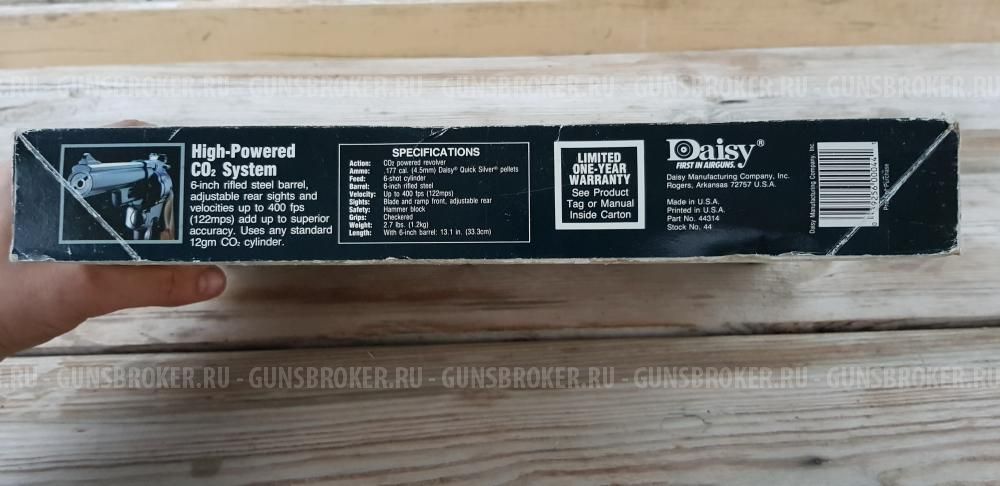 GUNSBROKER.RU - GUNSBROKER.RU - GUNSBROKER.RU - GUNSBROKER.RU - GUNSBROKER.RU
High-Powered
CO₂ System
6-inch rifled steel barrel,
adjustable rear sights and
velocities up to 400 fps
(122mps) add up to superior
accuracy. Uses any standard
12gm CO₂ cylinder.
SPECIFICATIONS
Action: CO₂ powered revolver
Ammo: .177 cal. (4.5mm) Daisy® Quick Silver® pellets
Feed: 6-shot cylinder
Barrel: 6-inch rifled steel
Velocity: Up to 400 fps (122mps)
Sights: Blade and ramp front, adjustable rear
Safety: Hammer block
Grips: Checkered
Weight: 2.7 lbs. (1.2kg)
Length: With 6-inch barrel: 13.1 in. (33.3cm)
LIMITED
ONE-YEAR
WARRANTY
See Product
Tag or Manual
Inside Carton
Daisy®
FIRST IN AIRGUNS.
Daisy Manufacturing Company, Inc.
Rogers, Arkansas 72757 U.S.A.
Made in U.S.A.
Printed in U.S.A.
Part No. 44314
Stock No. 44
Daisy Manufacturing Company, Inc.
Purchase
GUNSBROKER.RU - GUNSBROKER.RU - GUNSBROKER.RU - GUNSBROKER.RU - GUNSBROKER.RU